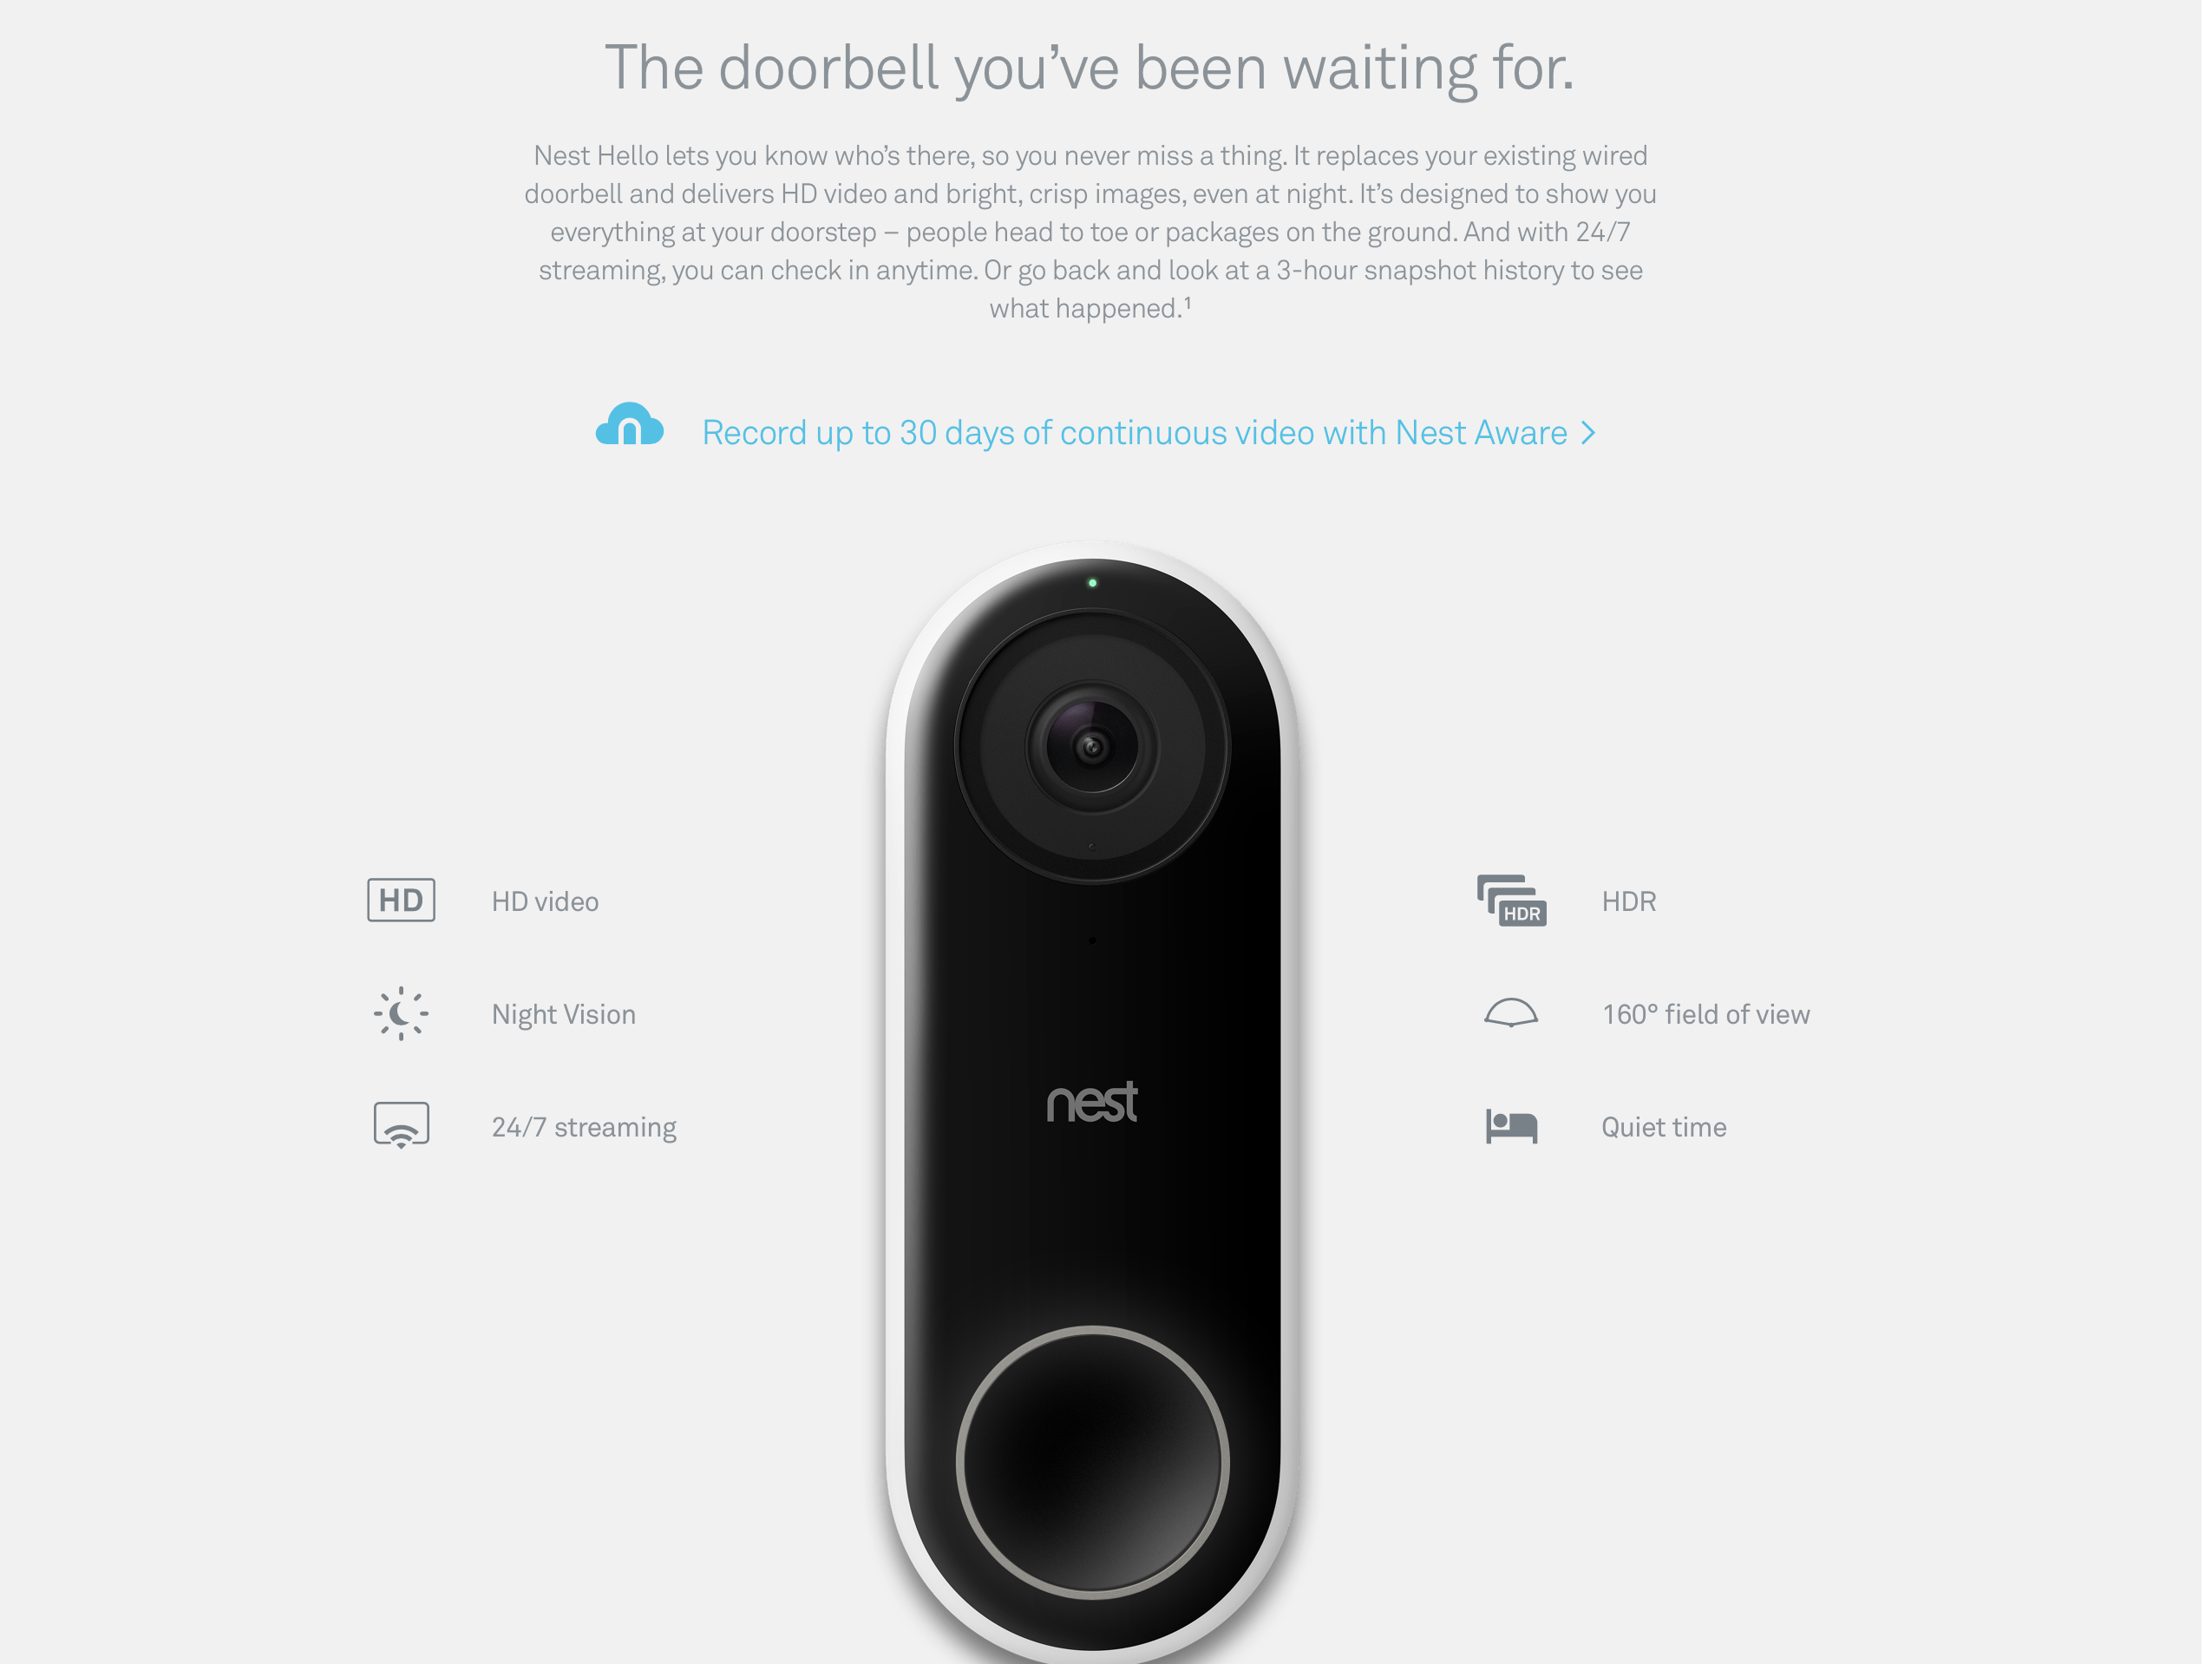 The doorbell you’ve been waiting for.
Nest Hello lets you know who’s there, so you never miss a thing. It replaces your existing wired
doorbell and delivers HD video and bright, crisp images, even at night. It’s designed to show you
everything at your doorstep – people head to toe or packages on the ground. And with 24/7
streaming, you can check in anytime. Or go back and look at a 3-hour snapshot history to see
what happened.¹
Record up to 30 days of continuous video with Nest Aware >
HD
HD video
Night Vision
24/7 streaming
nest
HDR
HDR
160° field of view
Quiet time